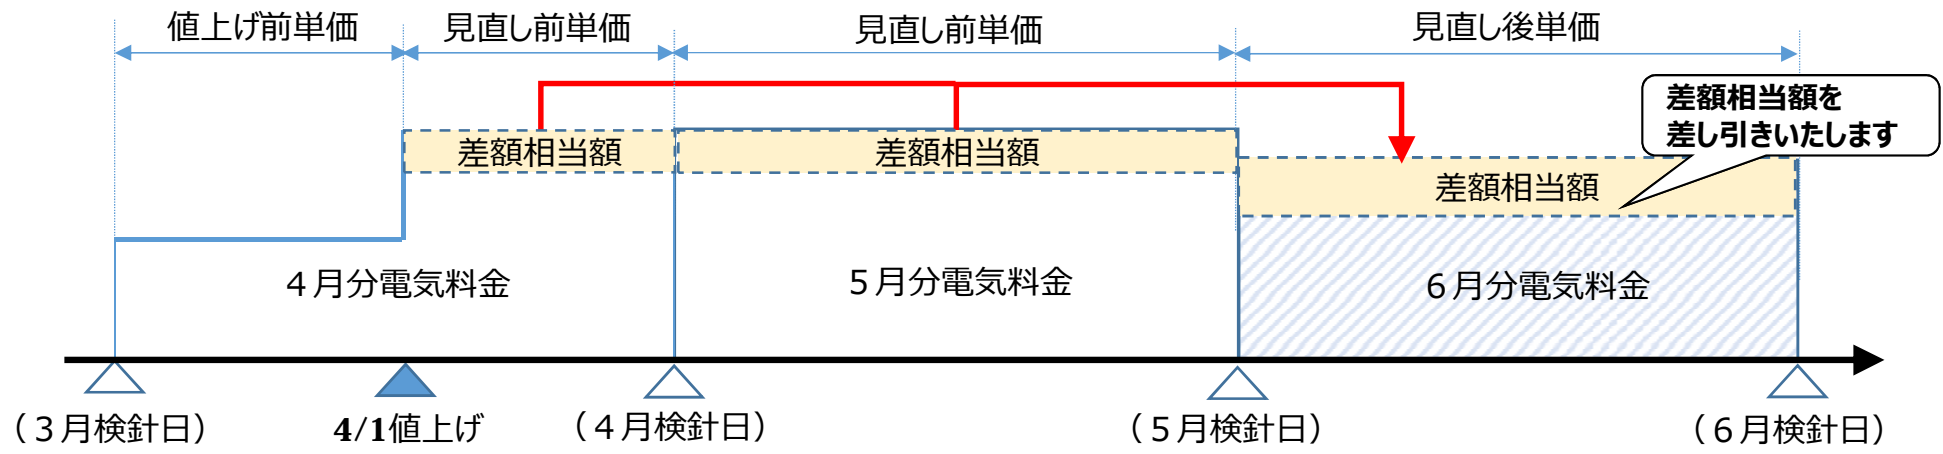 値上げ前単価
見直し前単価
見直し前単価
見直し後単価
差額相当額を
差し引きいたします
差額相当額
差額相当額
差額相当額
４月分電気料金
５月分電気料金
６月分電気料金
（３月検針日）
4/1値上げ
（４月検針日）
（５月検針日）
（６月検針日）